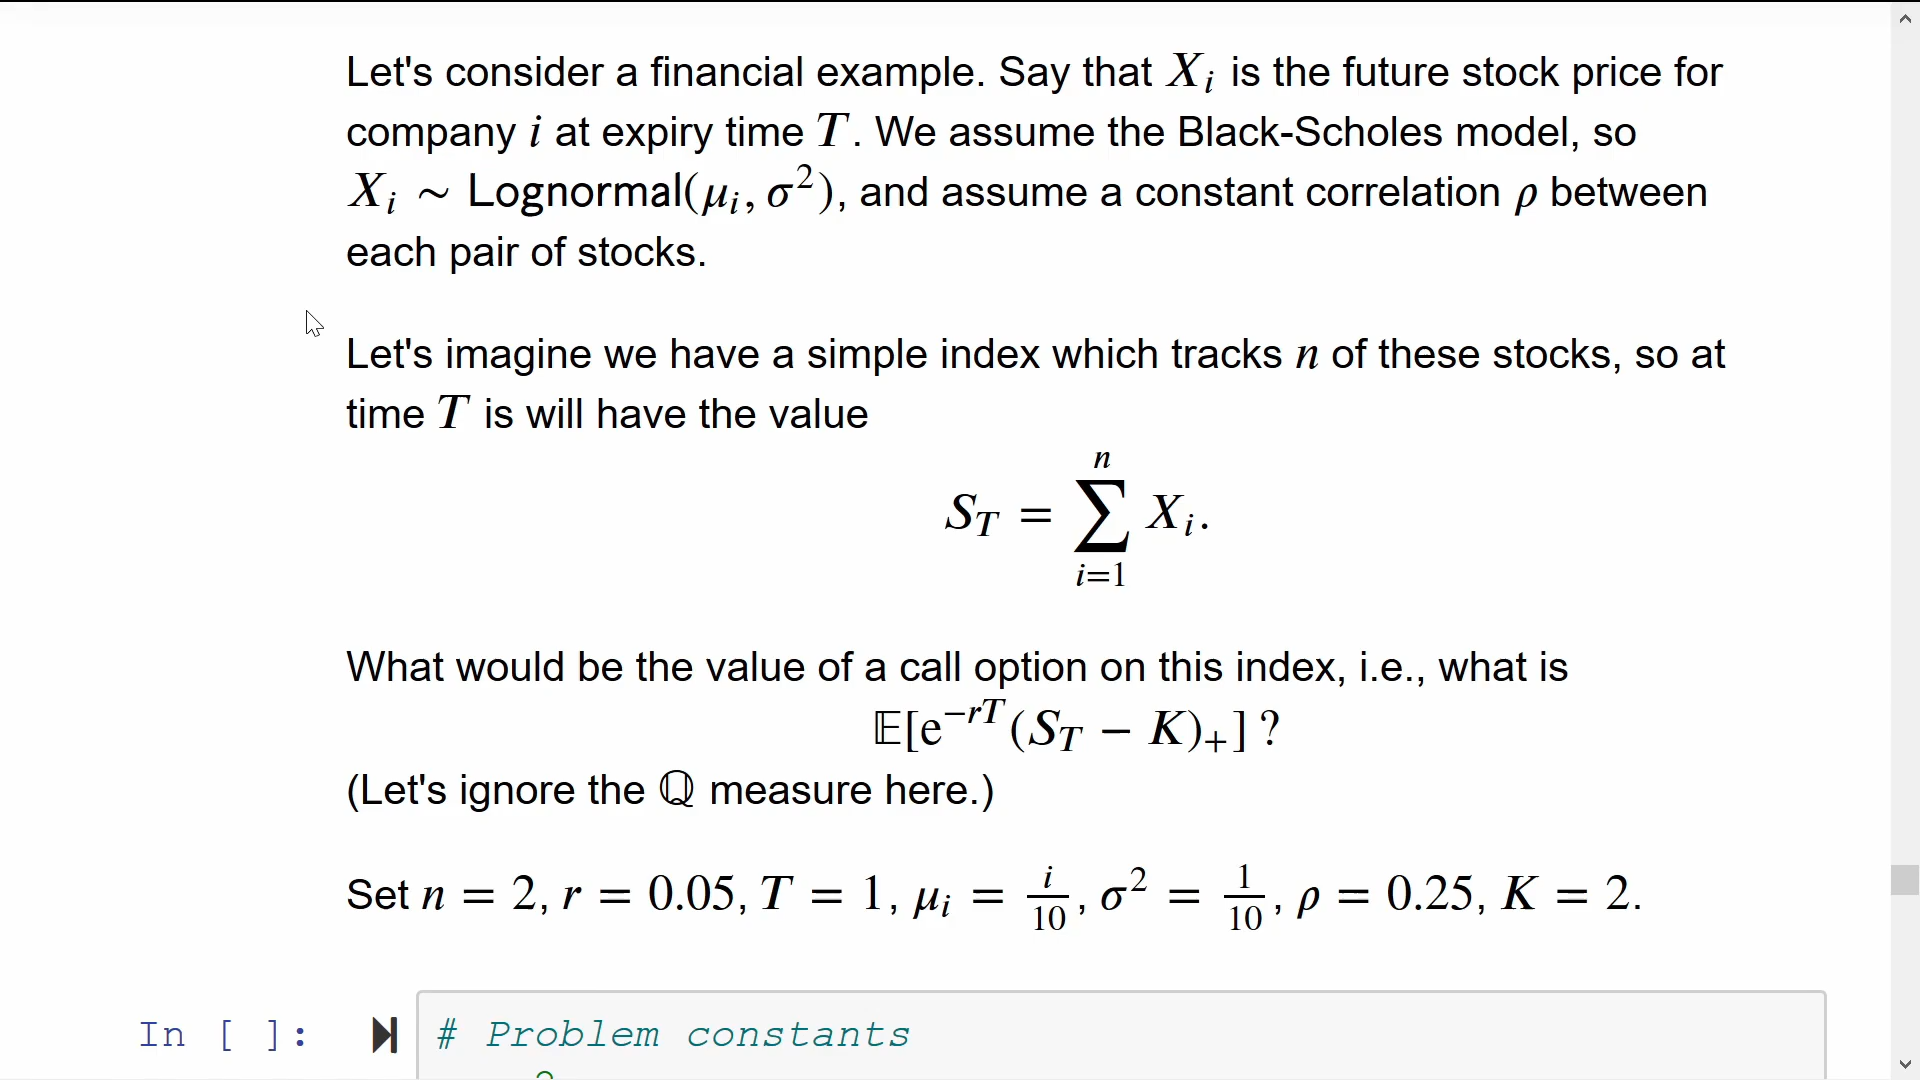 Let's consider a financial example. Say that Xᵢ is the future stock price for
company i at expiry time T. We assume the Black-Scholes model, so
Xᵢ ∼ Lognormal(μᵢ, σ²), and assume a constant correlation ρ between
each pair of stocks.
Let's imagine we have a simple index which tracks n of these stocks, so at
time T is will have the value
S_T = ∑_{i=1}^{n} Xᵢ.
What would be the value of a call option on this index, i.e., what is
𝔼[e^{−rT}(S_T − K)₊] ?
(Let's ignore the ℚ measure here.)
Set n = 2, r = 0.05, T = 1, μᵢ = i/10, σ² = 1/10, ρ = 0.25, K = 2.
In [ ]: # Problem constants